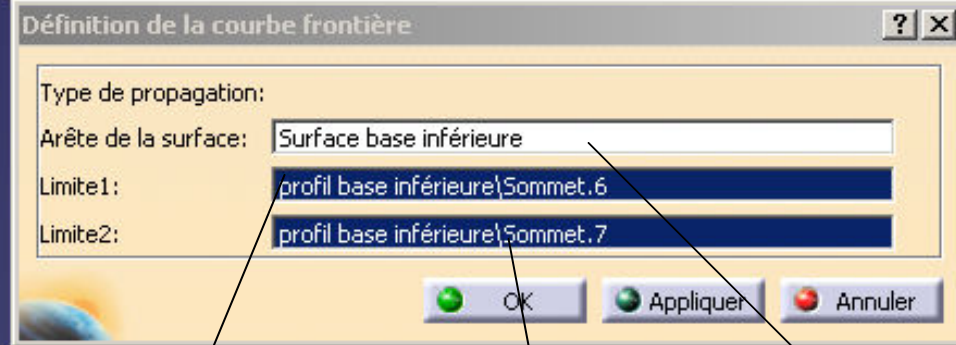 Définition de la courbe frontière
Type de propagation:
Arête de la surface: Surface base inférieure
Limite1: profil base inférieure\Sommet.6
Limite2: profil base inférieure\Sommet.7
OK Appliquer Annuler